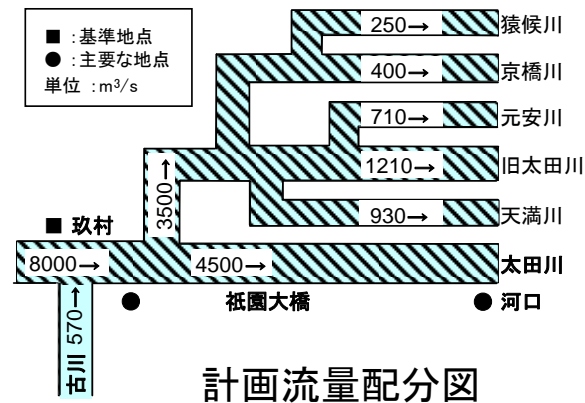 ■ :基準地点
● :主要な地点
単位 :m³/s
250→ 猿候川
400→ 京橋川
710→ 元安川
1210→ 旧太田川
930→ 天満川
3500→
■ 玖村
8000→ 4500→ 太田川
● 祇園大橋 ● 河口
古川 570→
計画流量配分図